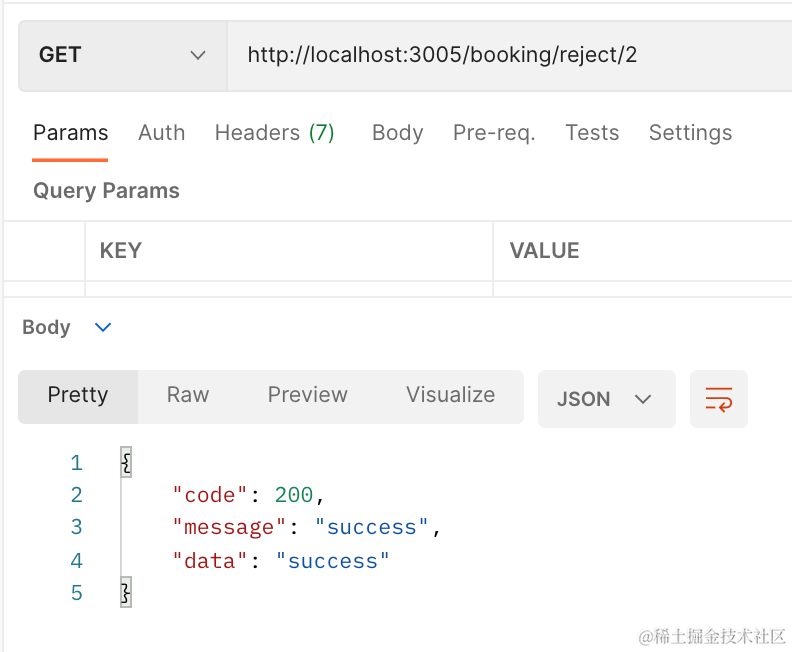 GET http://localhost:3005/booking/reject/2
Params Auth Headers (7) Body Pre-req. Tests Settings
Query Params
KEY VALUE
Body
Pretty Raw Preview Visualize JSON
1 {
2 "code": 200,
3 "message": "success",
4 "data": "success"
5 }
@稀土掘金技术社区